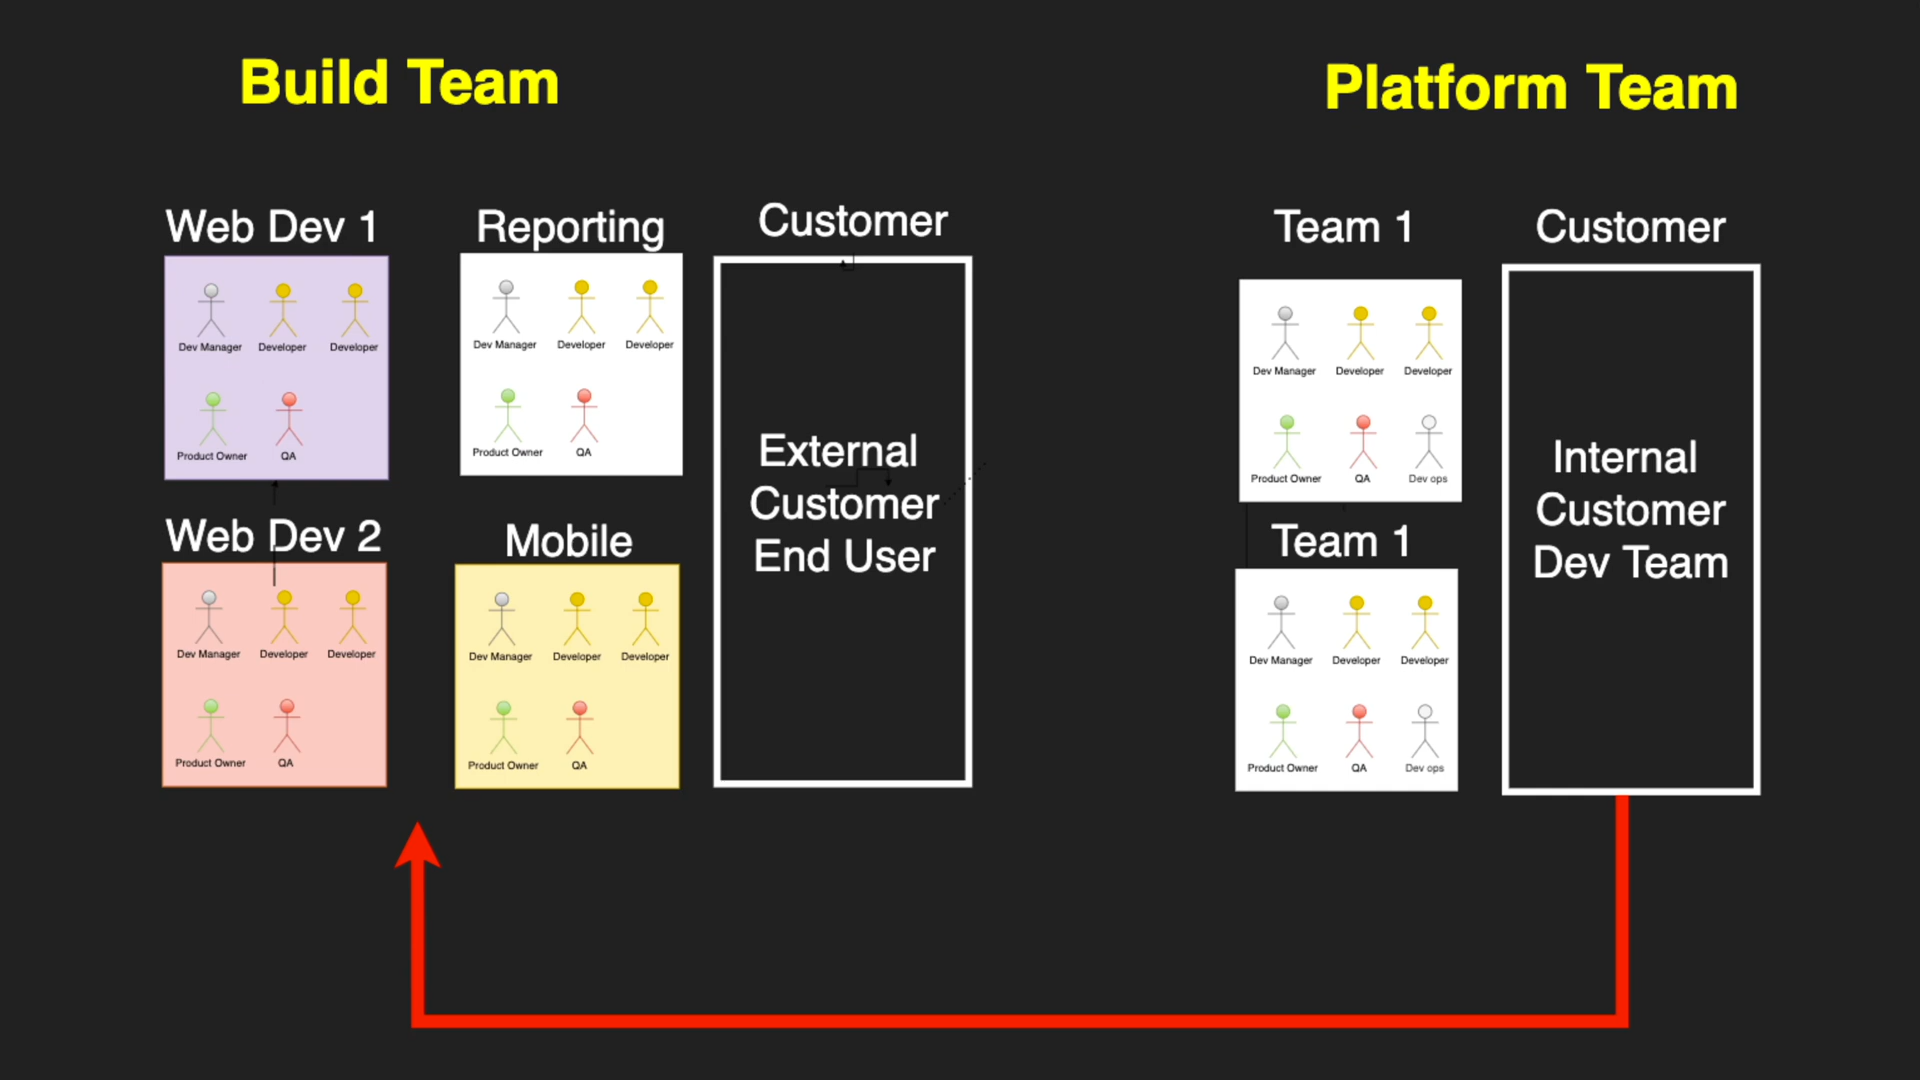 Build Team
Platform Team
Web Dev 1
Reporting
Customer
Team 1
Customer
Dev Manager Developer Developer
Product Owner QA
Dev Manager Developer Developer
Product Owner QA
External
Customer
End User
Dev Manager Developer Developer
Product Owner QA Dev ops
Internal
Customer
Dev Team
Web Dev 2
Mobile
Team 1
Dev Manager Developer Developer
Product Owner QA
Dev Manager Developer Developer
Product Owner QA
Dev Manager Developer Developer
Product Owner QA Dev ops